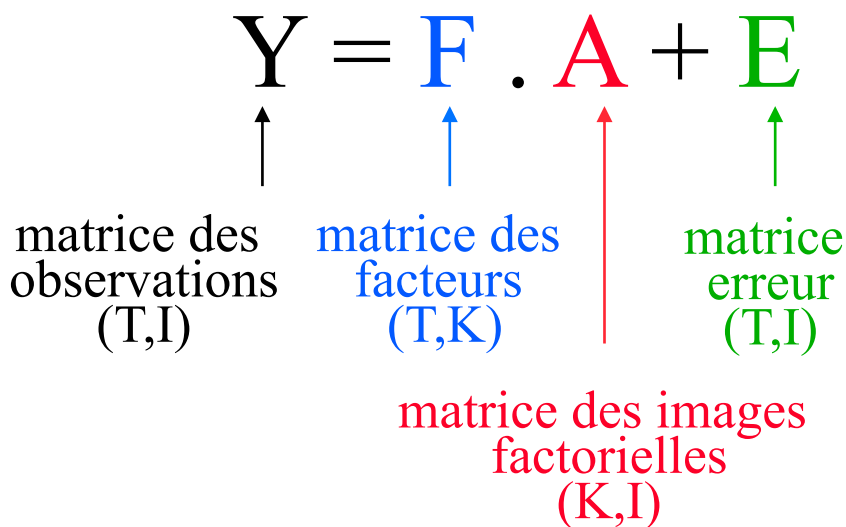 Y = F . A + E
matrice des
observations
(T,I)
matrice des
facteurs
(T,K)
matrice
erreur
(T,I)
matrice des images
factorielles
(K,I)